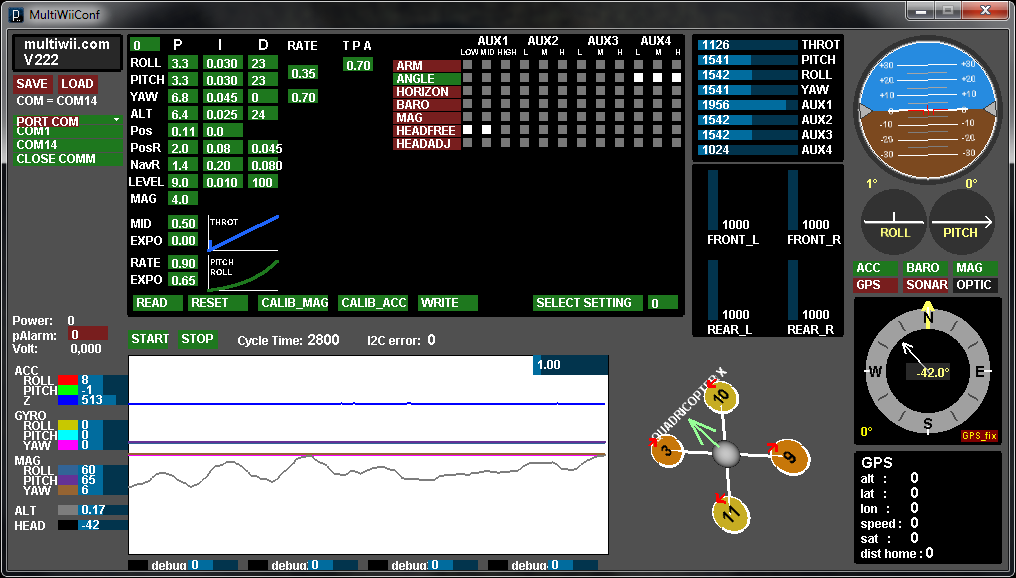 MultiWiiConf
multiwii.com
V222
SAVE LOAD
COM = COM14
PORT COM
COM1
COM14
CLOSE COMM
0 P I D RATE T P A
ROLL 3.3 0.030 23
PITCH 3.3 0.030 23
0.35
0.70
YAW 6.8 0.045 0 0.70
ALT 6.4 0.025 24
Pos 0.11 0.0
PosR 2.0 0.08 0.045
NavR 1.4 0.20 0.080
LEVEL 9.0 0.010 100
MAG 4.0
MID 0.50
EXPO 0.00
THROT
RATE 0.90
EXPO 0.65
PITCH
ROLL
AUX1 AUX2 AUX3 AUX4
LOW MID HIGH L M H L M H L M H
ARM
ANGLE
HORIZON
BARO
MAG
HEADFREE
HEADADJ
READ RESET CALIB_MAG CALIB_ACC WRITE SELECT SETTING 0
1126 THROT
1541 PITCH
1542 ROLL
1541 YAW
1956 AUX1
1542 AUX2
1542 AUX3
1024 AUX4
1000 1000
FRONT_L FRONT_R
1000 1000
REAR_L REAR_R
+30 +30
+20 +20
+10 +10
-10 -10
-20 -20
-30 -30
1° 0°
ROLL PITCH
ACC BARO MAG
GPS SONAR OPTIC
N
W -42.0° E
S
0° GPS_fix
GPS
alt : 0
lat : 0
lon : 0
speed : 0
sat : 0
dist home : 0
Power: 0
pAlarm: 0
Volt: 0,000
START STOP Cycle Time: 2800 I2C error: 0
1.00
ACC
ROLL 8
PITCH -1
Z 513
GYRO
ROLL 0
PITCH 0
YAW 0
MAG
ROLL 60
PITCH 65
YAW 6
ALT 0.17
HEAD -42
QUADRICOPTER X
10
3
9
11
debug 0 debug 0 debug 0 debug 0